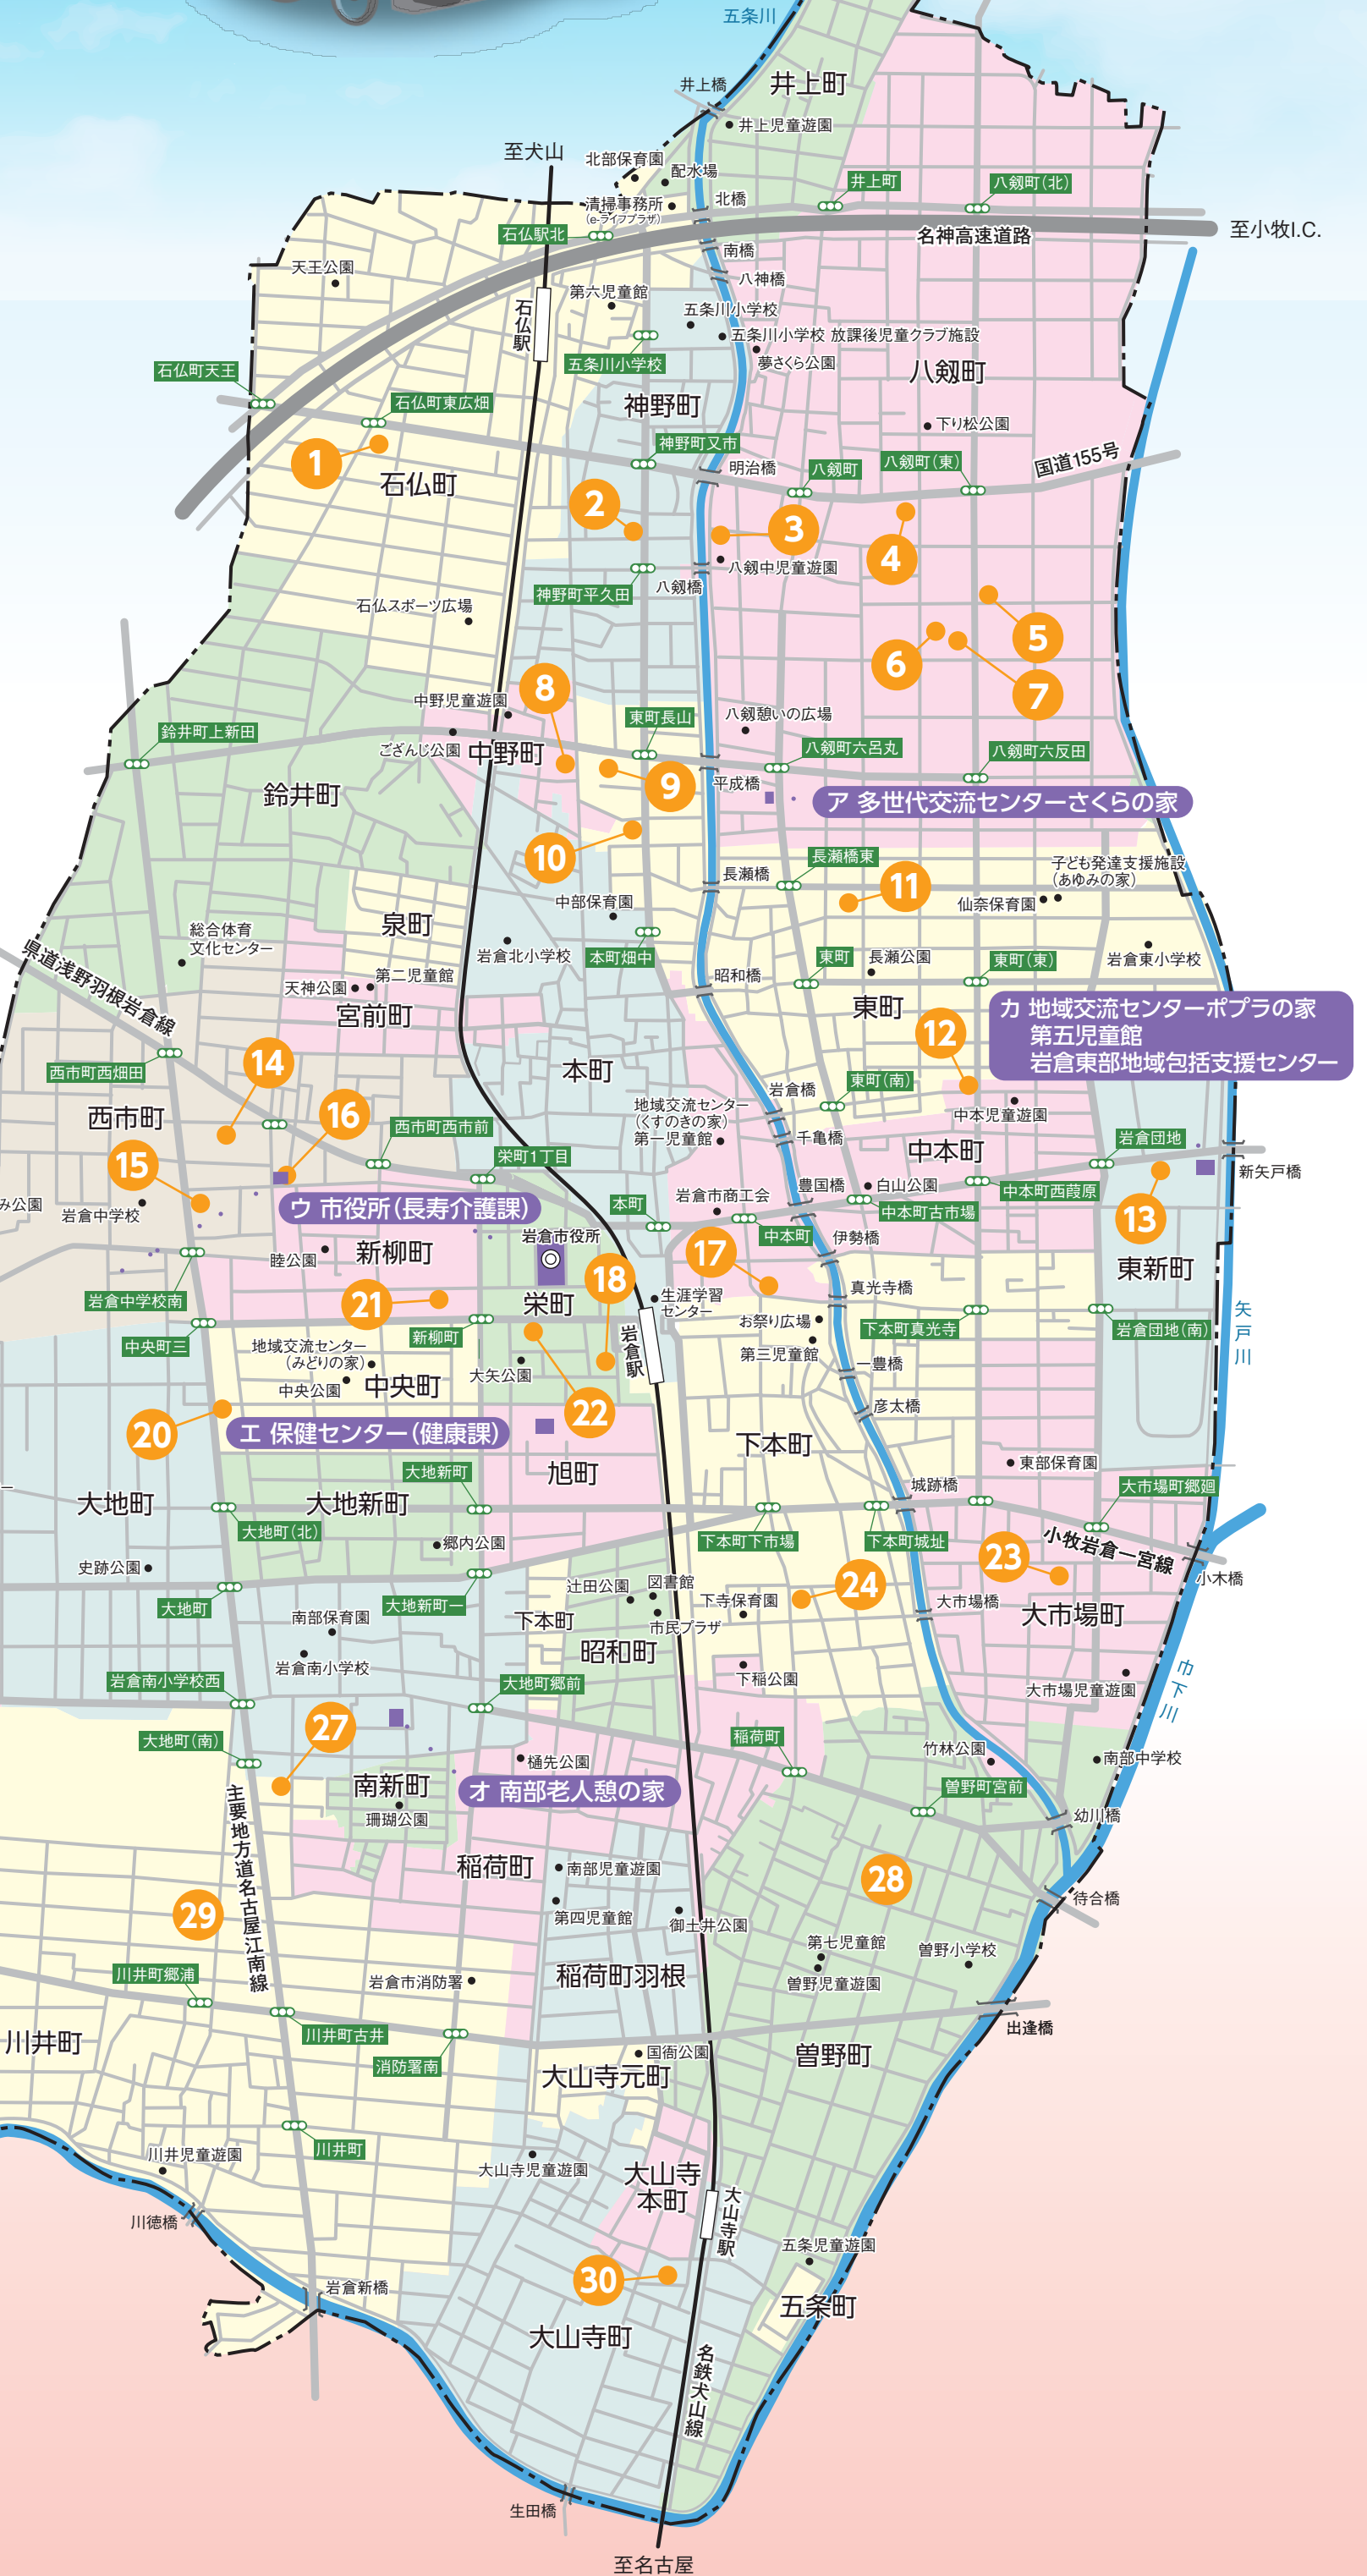 五条川
井上橋
井上町
井上児童遊園
至犬山
北部保育園
配水場
井上町
八剱町(北)
清掃事務所
(e-ライフプラザ)
北橋
石仏駅北
名神高速道路
至小牧I.C.
南橋
天王公園
八神橋
第六児童館
石仏駅
五条川小学校
五条川小学校 放課後児童クラブ施設
五条川小学校
夢さくら公園
石仏町天王
八剱町
石仏町東広畑
神野町
下り松公園
神野町又市
1
明治橋
八剱町
八剱町(東)
国道155号
石仏町
2
3
4
八剱中児童遊園
神野町平久田
八剱橋
石仏スポーツ広場
5
6
7
8
中野児童遊園
東町長山
八剱憩いの広場
鈴井町上新田
ござんじ公園
中野町
八剱町六呂丸
八剱町六反田
9
平成橋
鈴井町
ア 多世代交流センターさくらの家
10
長瀬橋東
長瀬橋
子ども発達支援施設
(あゆみの家)
11
中部保育園
仙奈保育園
泉町
総合体育
文化センター
県道浅野羽根岩倉線
岩倉北小学校
本町畑中
東町
長瀬公園
東町(東)
岩倉東小学校
天神公園
第二児童館
昭和橋
宮前町
東町
カ 地域交流センターポプラの家
第五児童館
岩倉東部地域包括支援センター
12
西市町西畑田
14
本町
岩倉橋
東町(南)
西市町
16
地域交流センター
(くすのきの家)
第一児童館
中本児童遊園
西市町西市前
千亀橋
中本町
岩倉団地
15
栄町1丁目
新矢戸橋
み公園
岩倉中学校
ウ 市役所(長寿介護課)
本町
岩倉市商工会
豊国橋
白山公園
中本町西葭原
中本町古市場
13
岩倉市役所
中本町
伊勢橋
睦公園
新柳町
17
東新町
18
岩倉中学校南
21
栄町
生涯学習
センター
真光寺橋
中央町三
新柳町
お祭り広場
下本町真光寺
岩倉団地(南)
矢戸川
地域交流センター
(みどりの家)
岩倉駅
第三児童館
一豊橋
中央公園
中央町
大矢公園
20
22
彦太橋
エ 保健センター(健康課)
下本町
大地新町
旭町
東部保育園
大地町
大地新町
城跡橋
大市場町郷廻
ー
大地町(北)
郷内公園
下本町下市場
下本町城址
23
小牧岩倉一宮線
史跡公園
小木橋
大地町
大地新町一
辻田公園
図書館
24
下寺保育園
大市場橋
大市場町
南部保育園
下本町
市民プラザ
岩倉南小学校
昭和町
岩倉南小学校西
大地町郷前
下稲公園
大市場児童遊園
巾下川
27
大地町(南)
稲荷町
竹林公園
南部中学校
樋先公園
南新町
オ 南部老人憩の家
曽野町宮前
主要地方道名古屋江南線
珊瑚公園
幼川橋
稲荷町
南部児童遊園
28
待合橋
29
第四児童館
御土井公園
第七児童館
曽野小学校
川井町郷浦
岩倉市消防署
稲荷町羽根
曽野児童遊園
川井町
川井町古井
出逢橋
消防署南
国衙公園
曽野町
大山寺元町
川井町
川井児童遊園
大山寺児童遊園
大山寺
本町
大山寺駅
川徳橋
五条児童遊園
30
岩倉新橋
五条町
大山寺町
名鉄犬山線
生田橋
至名古屋